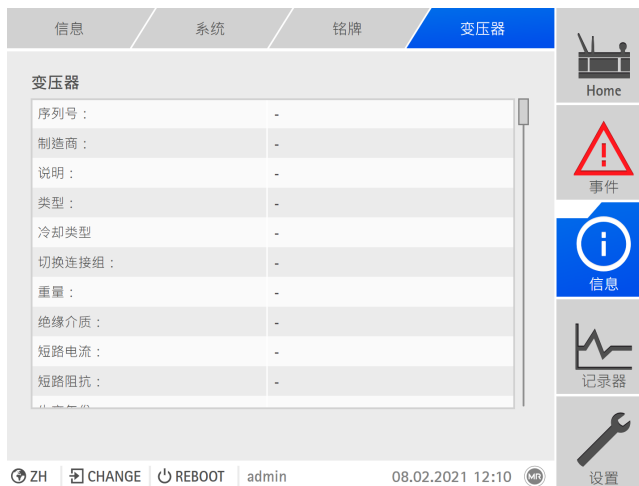 信息 系统 铭牌 变压器
变压器
序列号： -
制造商： -
说明： -
类型： -
冷却类型 -
切换连接组： -
重量： -
绝缘介质： -
短路电流： -
短路阻抗： -
Home
事件
信息
记录器
设置
ZH CHANGE REBOOT admin 08.02.2021 12:10 MR